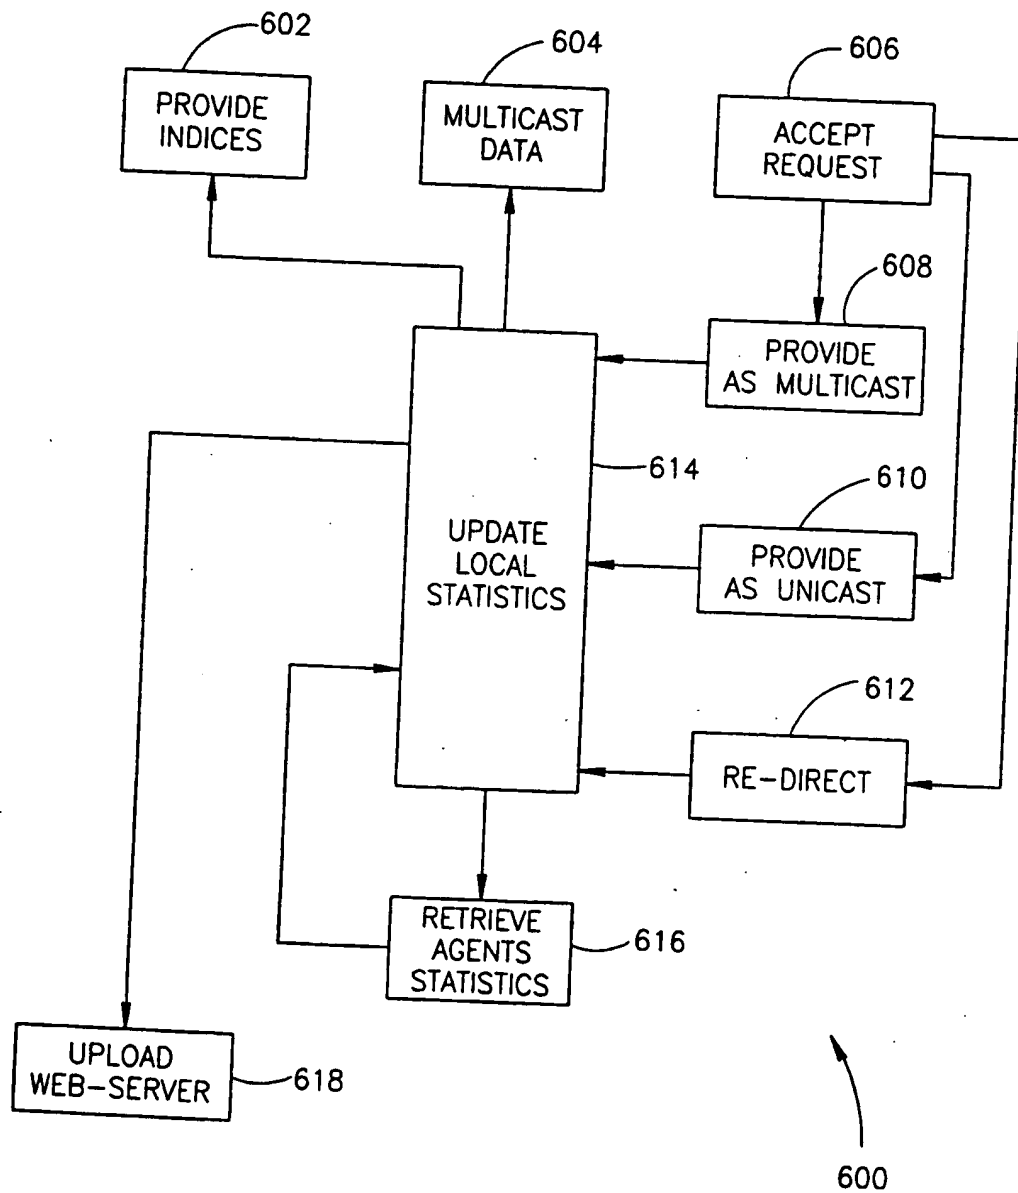 602
PROVIDE
INDICES
604
MULTICAST
DATA
606
ACCEPT
REQUEST
608
PROVIDE
AS MULTICAST
614
UPDATE
LOCAL
STATISTICS
610
PROVIDE
AS UNICAST
612
RE-DIRECT
RETRIEVE
AGENTS
STATISTICS
616
UPLOAD
WEB-SERVER
618
600